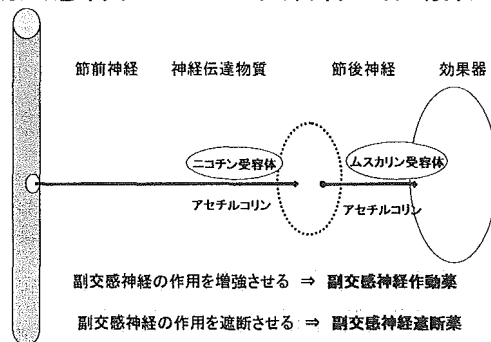 節前神経 神経伝達物質 節後神経 効果器
ニコチン受容体 ムスカリン受容体
アセチルコリン アセチルコリン
副交感神経の作用を増強させる ⇒ 副交感神経作動薬
副交感神経の作用を遮断させる ⇒ 副交感神経遮断薬